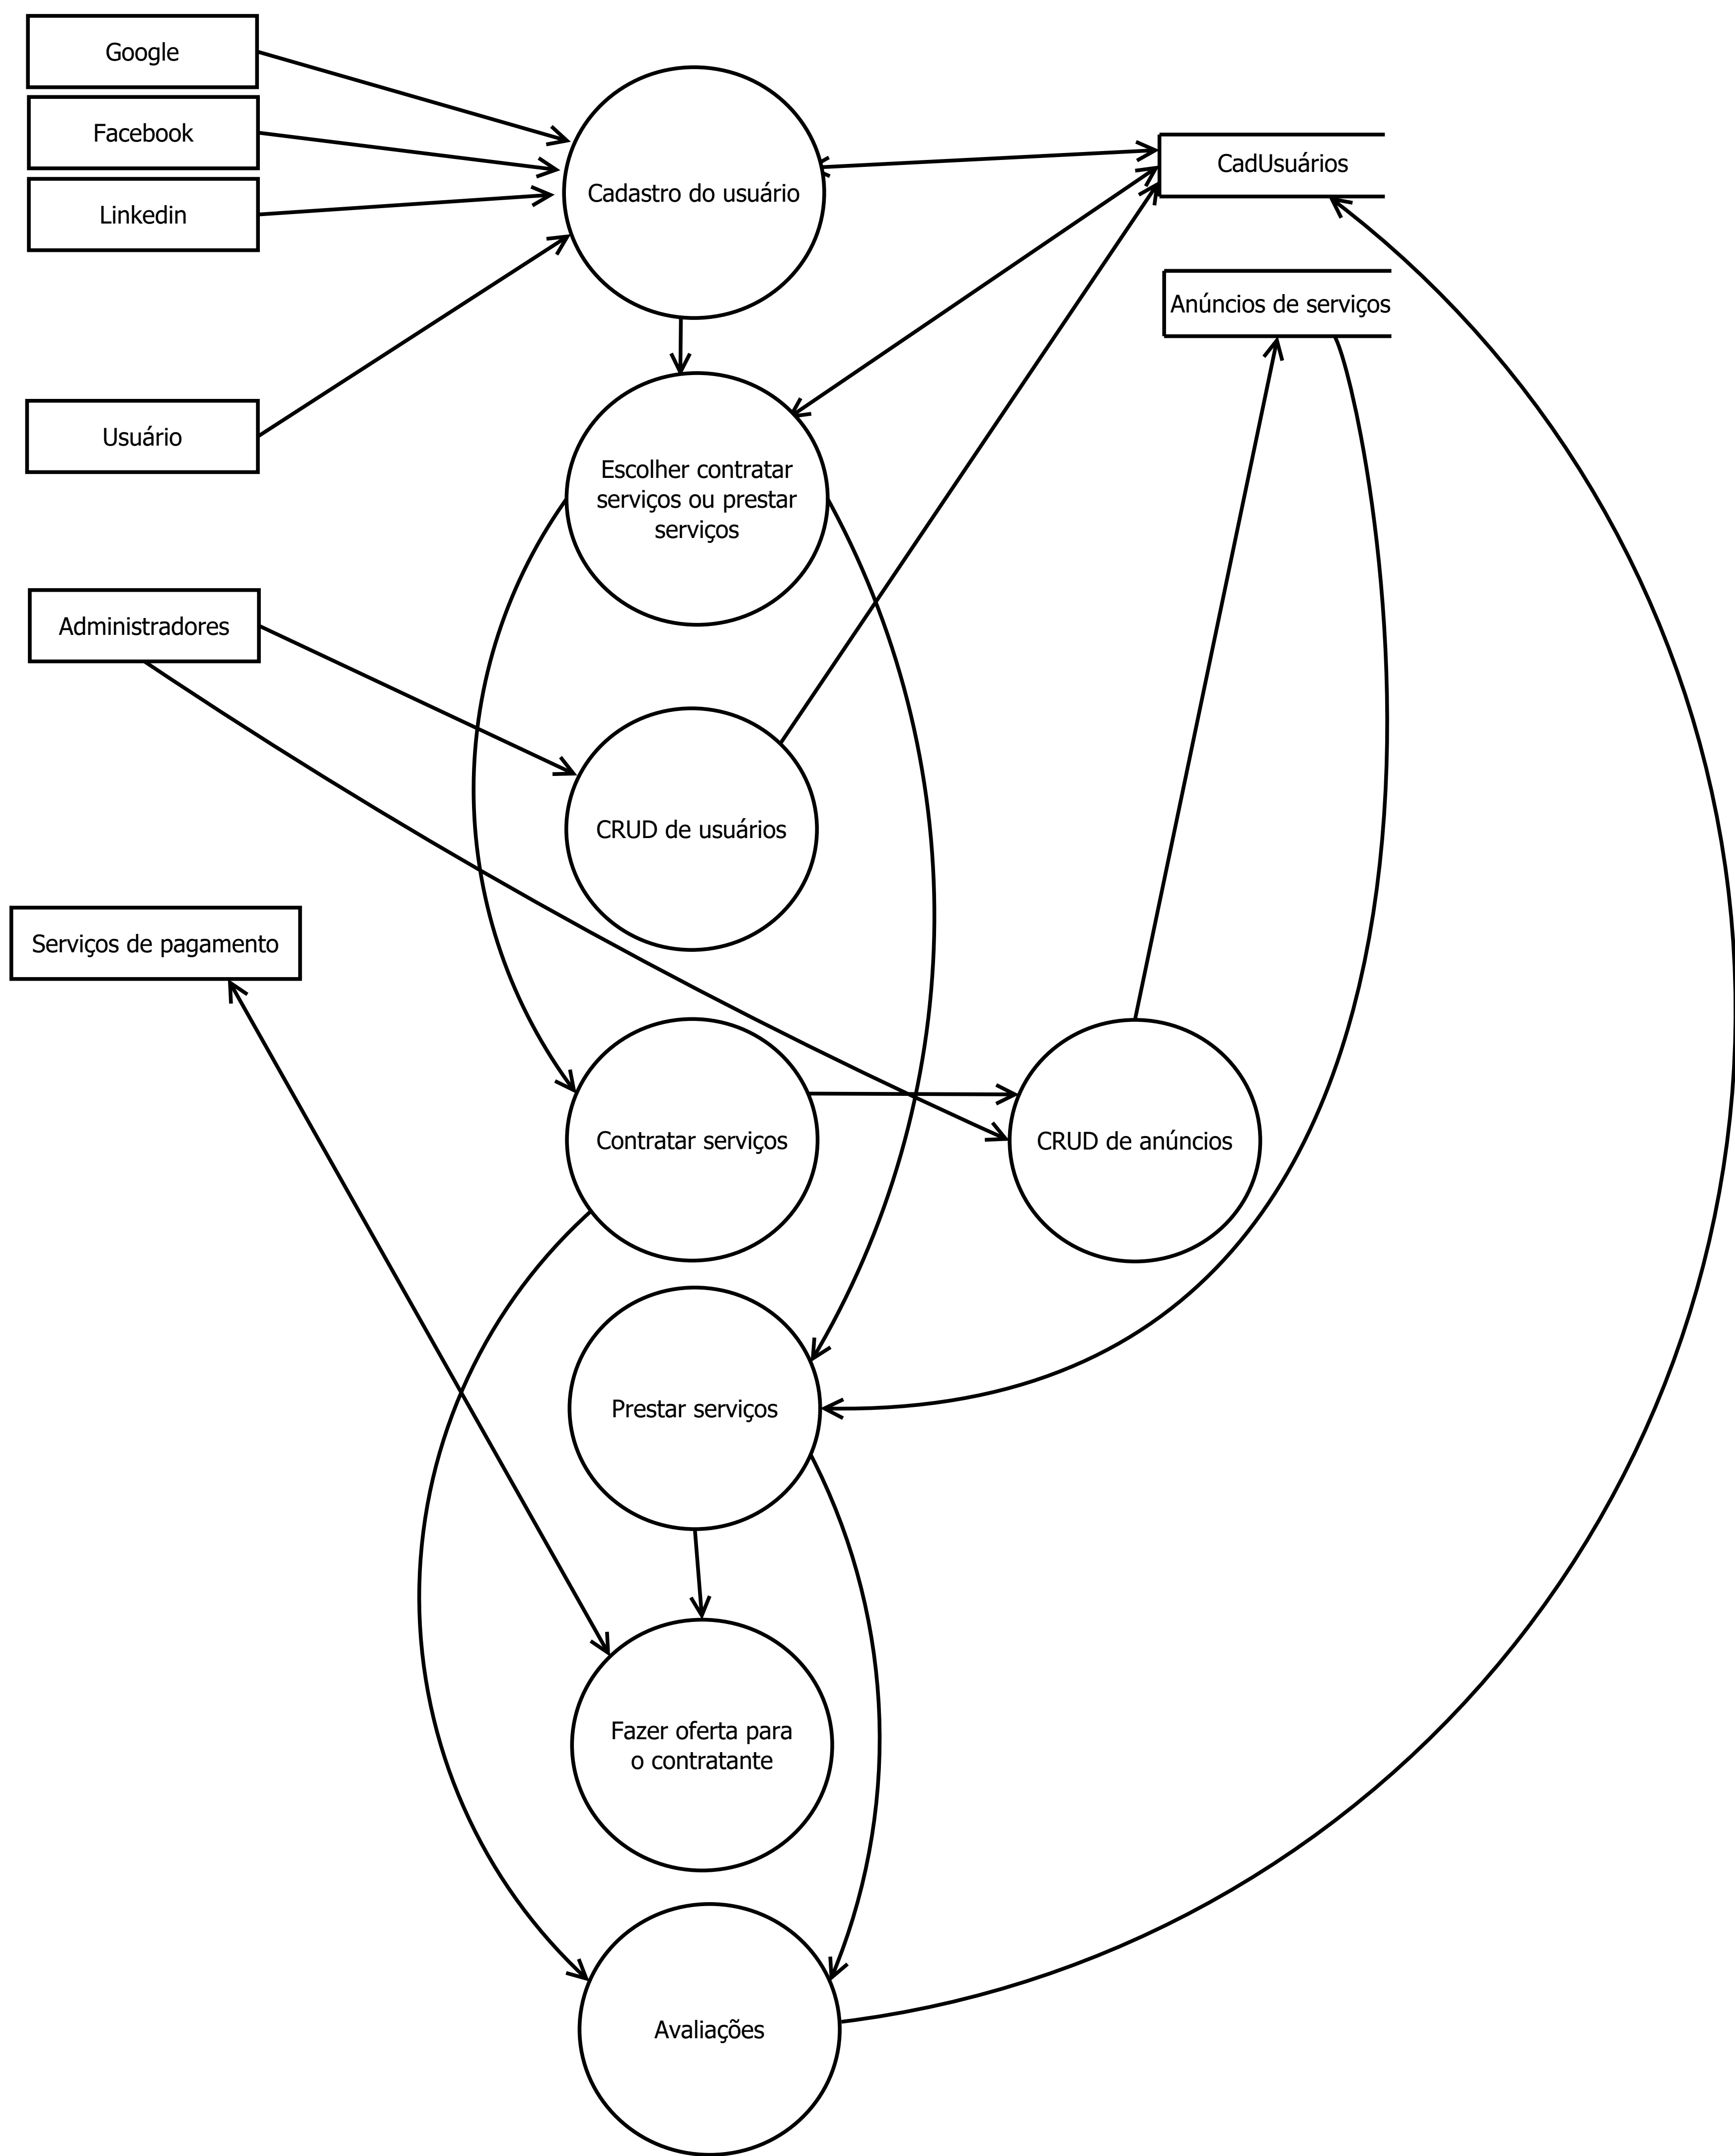 Google
Facebook
Linkedin
Cadastro do usuário
CadUsuários
Anúncios de serviços
Usuário
Escolher contratar
serviços ou prestar
serviços
Administradores
CRUD de usuários
Serviços de pagamento
Contratar serviços
CRUD de anúncios
Prestar serviços
Fazer oferta para
o contratante
Avaliações